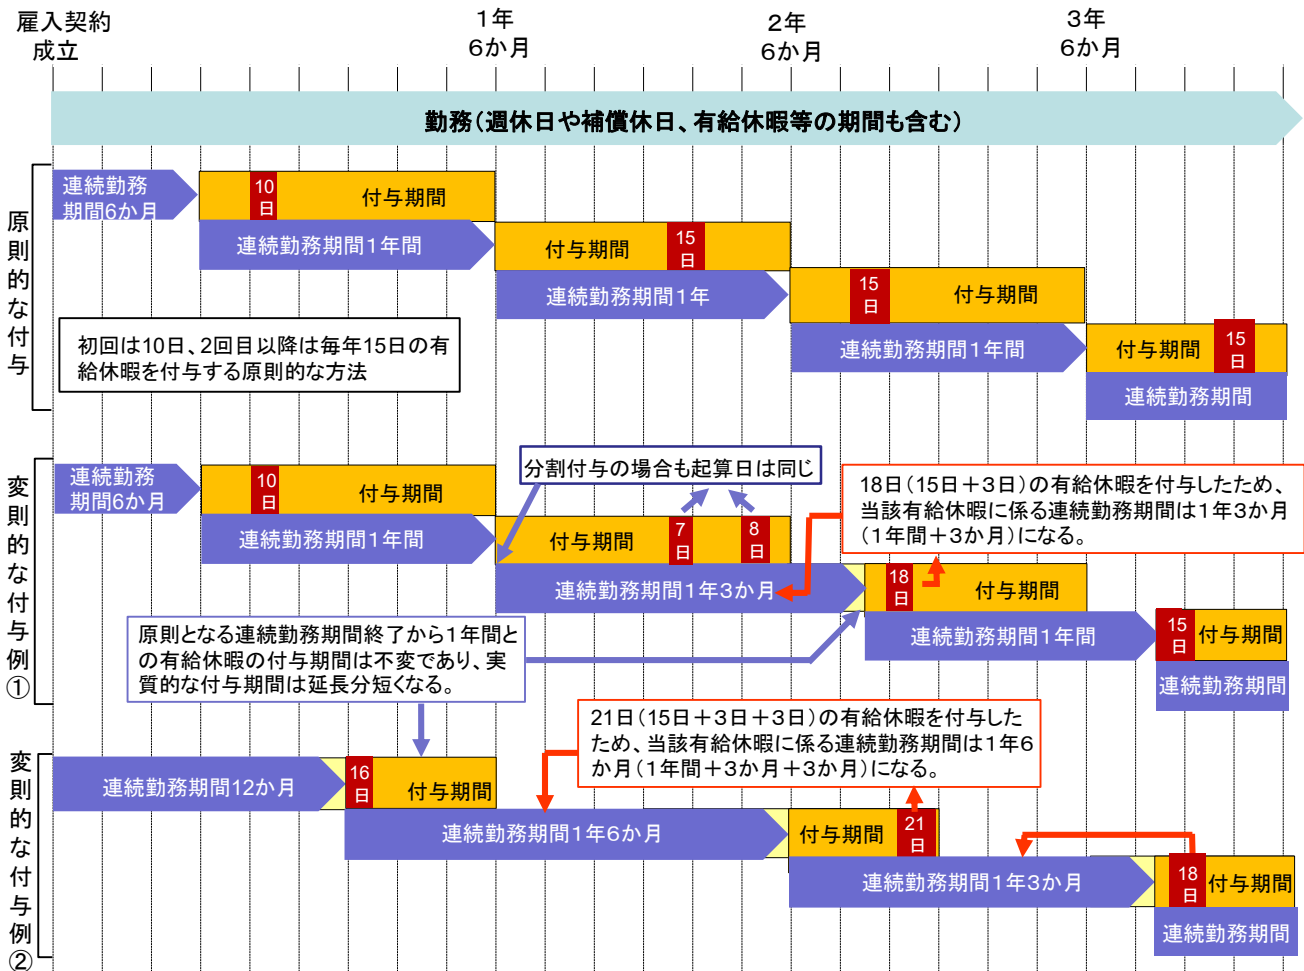 雇入契約
成立
1年
6か月
2年
6か月
3年
6か月
勤務(週休日や補償休日、有給休暇等の期間も含む)
原則的な付与
連続勤務
期間6か月
10
日
付与期間
連続勤務期間1年間
付与期間
15
日
連続勤務期間1年
15
日
付与期間
連続勤務期間1年間
付与期間
15
日
連続勤務期間
初回は10日、2回目以降は毎年15日の有
給休暇を付与する原則的な方法
変則的な付与例①
連続勤務
期間6か月
10
日
付与期間
連続勤務期間1年間
分割付与の場合も起算日は同じ
付与期間
7
日
8
日
連続勤務期間1年3か月
18日(15日+3日)の有給休暇を付与したため、
当該有給休暇に係る連続勤務期間は1年3か月
(1年間+3か月)になる。
18
日
付与期間
連続勤務期間1年間
15
日
付与期間
連続勤務期間
原則となる連続勤務期間終了から1年間と
の有給休暇の付与期間は不変であり、実
質的な付与期間は延長分短くなる。
変則的な付与例②
連続勤務期間12か月
16
日
付与期間
連続勤務期間1年6か月
21日(15日+3日+3日)の有給休暇を付与した
ため、当該有給休暇に係る連続勤務期間は1年6
か月(1年間+3か月+3か月)になる。
付与期間
21
日
連続勤務期間1年3か月
18
日
付与期間
連続勤務期間